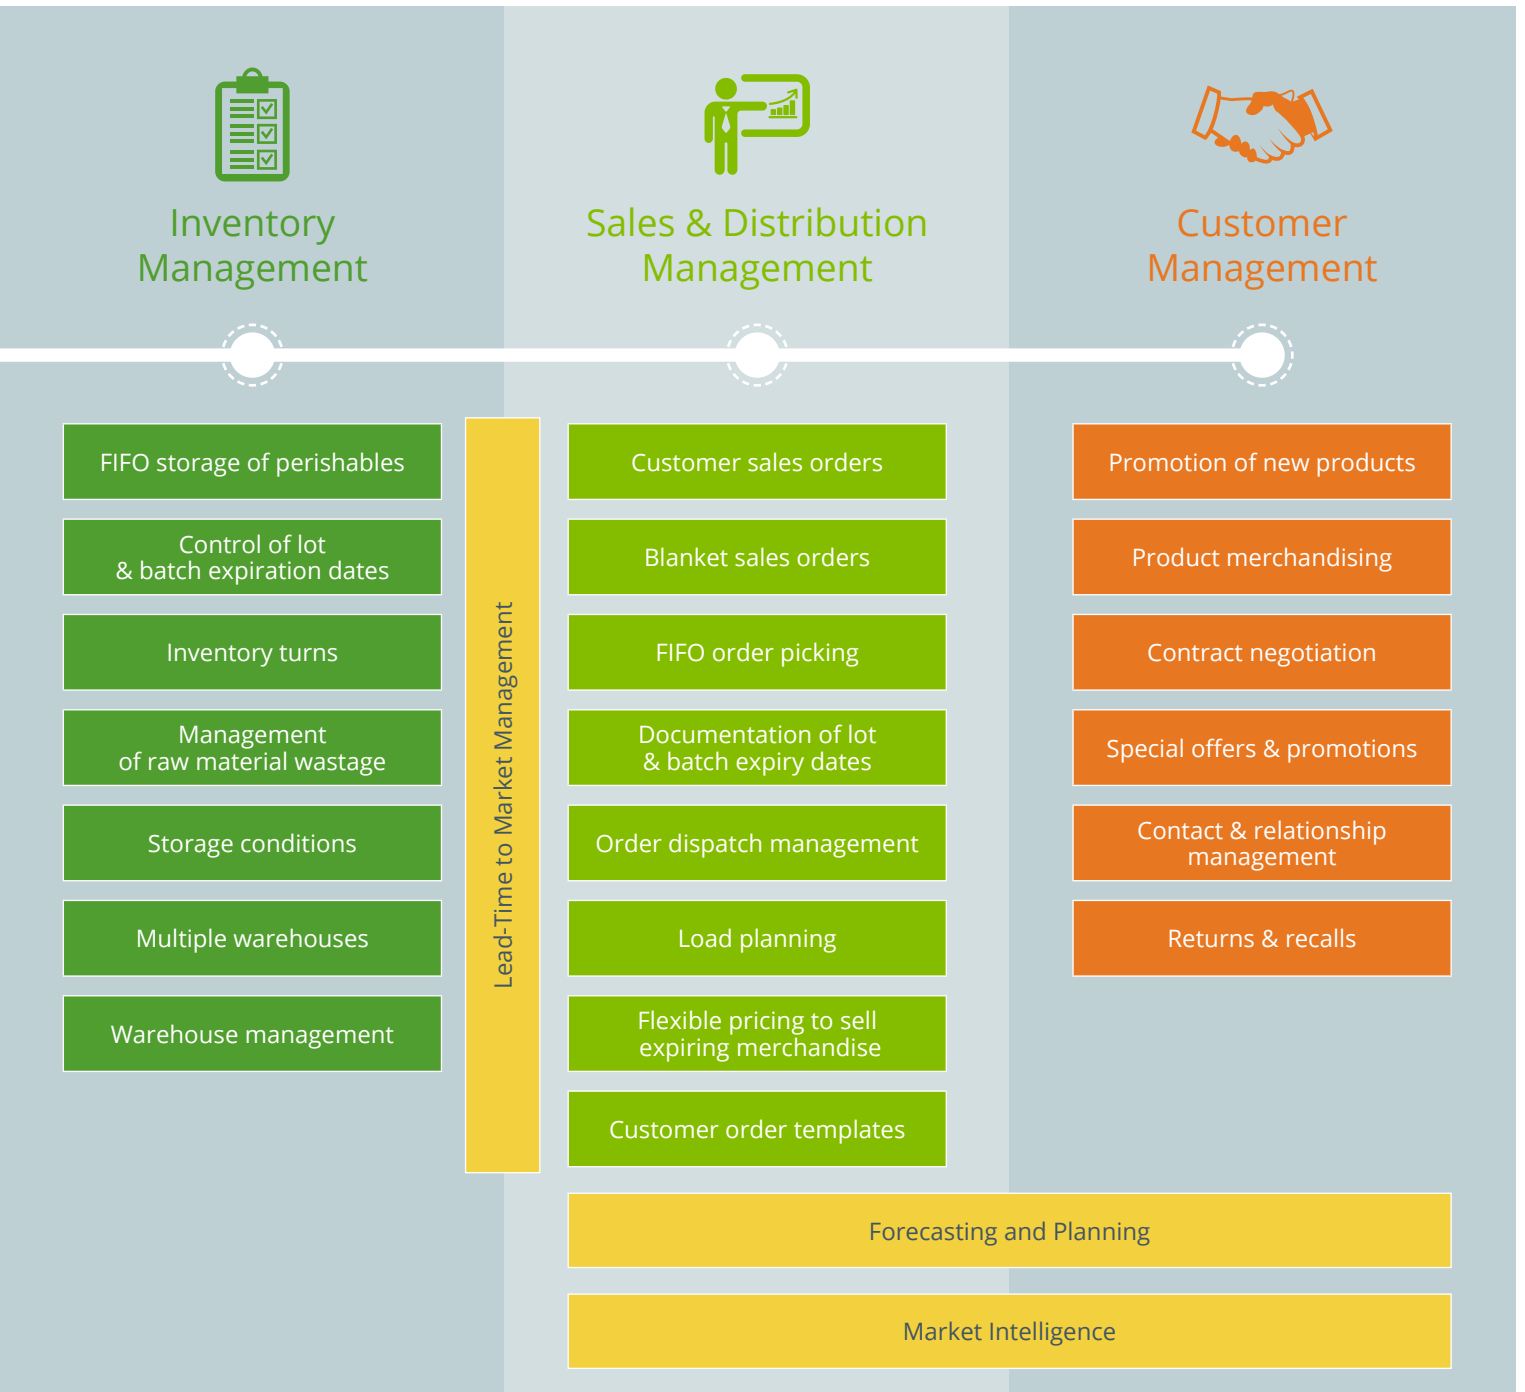 Inventory
Management
Sales & Distribution
Management
Customer
Management
FIFO storage of perishables
Control of lot
& batch expiration dates
Inventory turns
Management
of raw material wastage
Storage conditions
Multiple warehouses
Warehouse management
Lead-Time to Market Management
Customer sales orders
Blanket sales orders
FIFO order picking
Documentation of lot
& batch expiry dates
Order dispatch management
Load planning
Flexible pricing to sell
expiring merchandise
Customer order templates
Promotion of new products
Product merchandising
Contract negotiation
Special offers & promotions
Contact & relationship
management
Returns & recalls
Forecasting and Planning
Market Intelligence